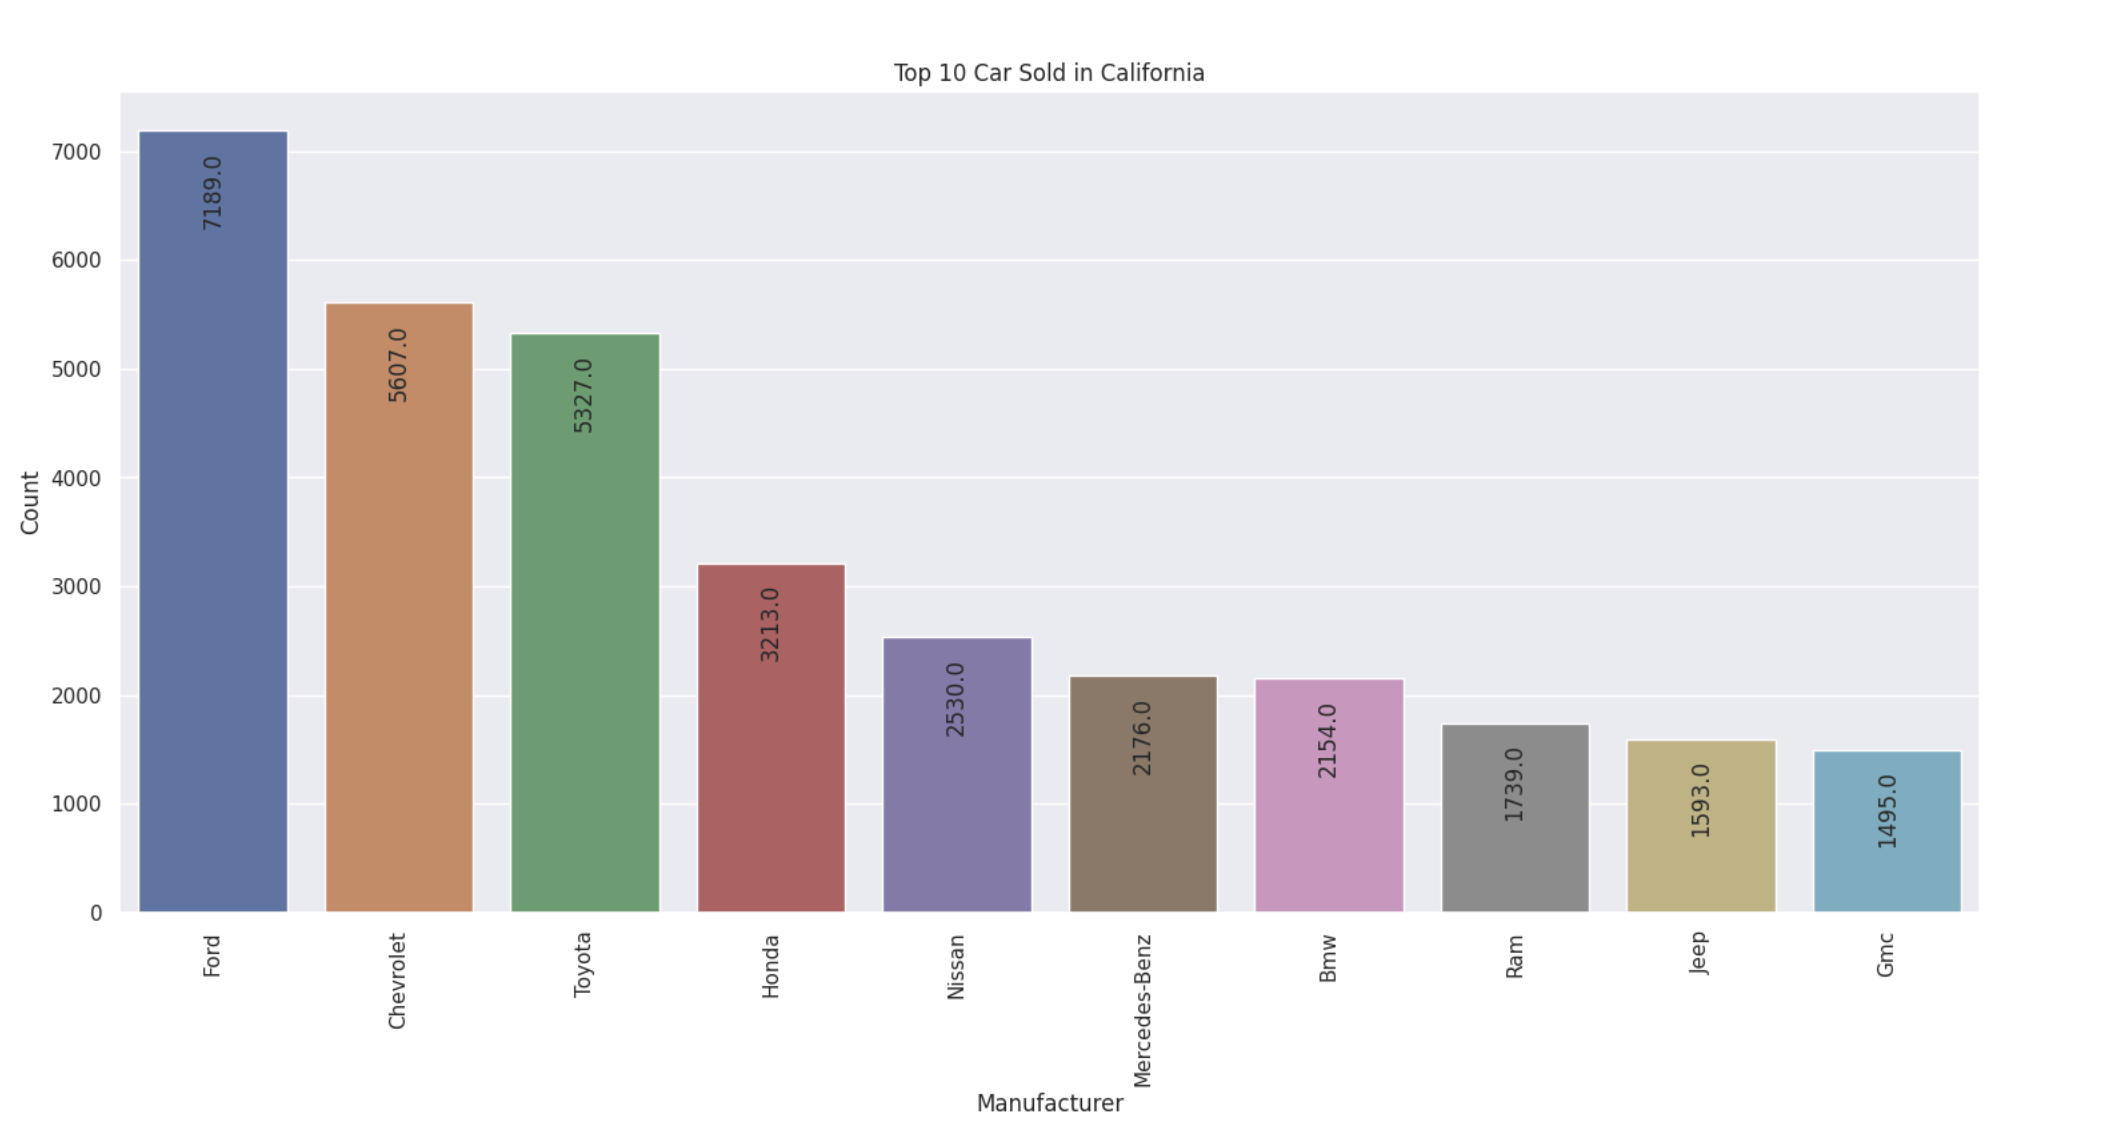 Top 10 Car Sold in California
Count
7000
6000
5000
4000
3000
2000
1000
0
7189.0
5607.0
5327.0
3213.0
2530.0
2176.0
2154.0
1739.0
1593.0
1495.0
Ford
Chevrolet
Toyota
Honda
Nissan
Mercedes-Benz
Bmw
Ram
Jeep
Gmc
Manufacturer